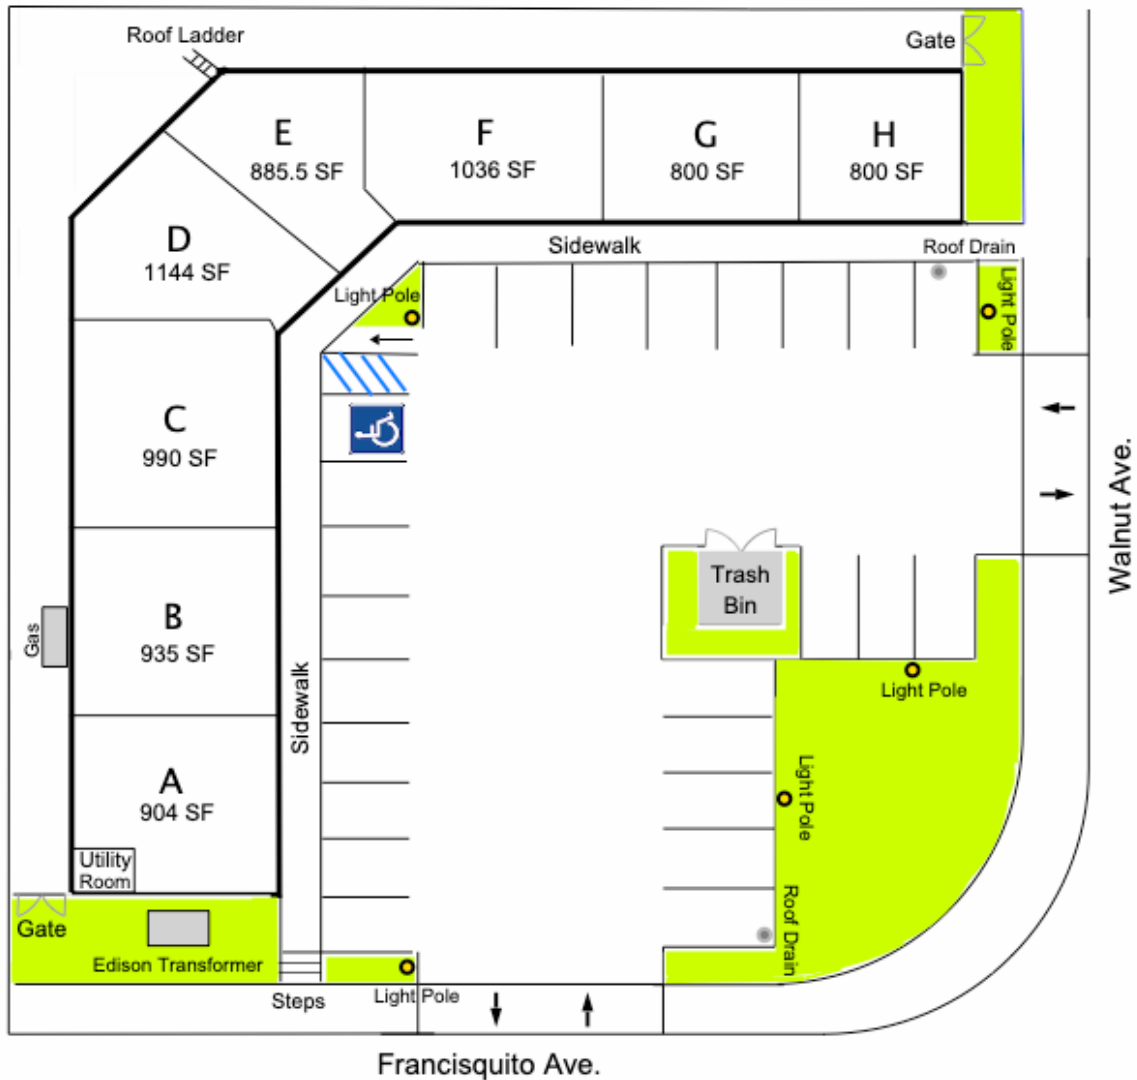 Roof Ladder
Gate
E
885.5 SF
F
1036 SF
G
800 SF
H
800 SF
D
1144 SF
Sidewalk
Roof Drain
Light Pole
Light Pole
C
990 SF
Walnut Ave.
Trash
Bin
B
935 SF
Gas
Sidewalk
Light Pole
A
904 SF
Light Pole
Utility
Room
Roof Drain
Gate
Edison Transformer
Steps
Light Pole
Francisquito Ave.